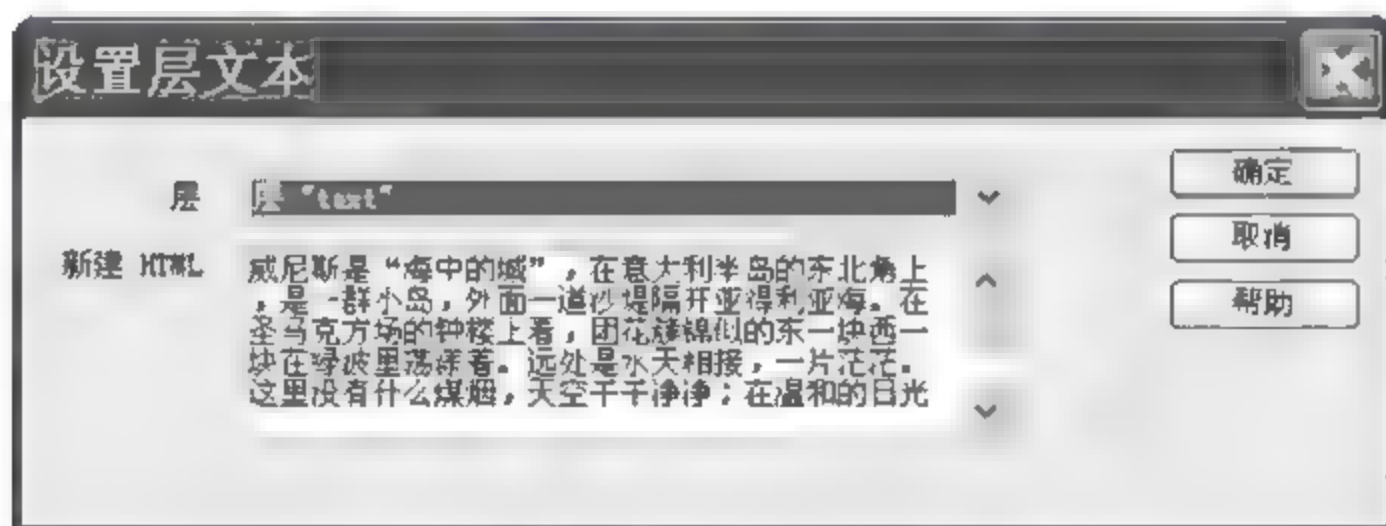 设置层文本
层 层 "text"
确定
取消
新建 HTML
威尼斯是“海中的城”，在意大利半岛的东北角上
，是一群小岛，外面一道沙堤隔开亚得利亚海。在
圣马克方场的钟楼上看，团花簇锦似的东一块西一
块在绿波里荡漾着。远处是水天相接，一片茫茫。
这里没有什么煤烟，天空干干净净；在温和的日光
帮助